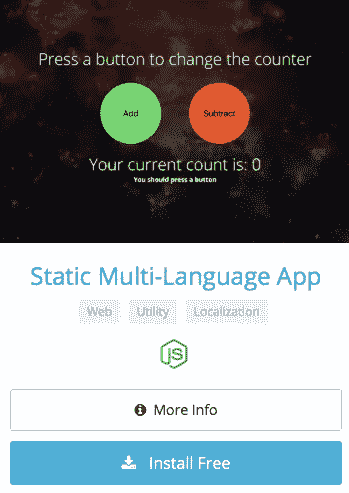 Press a button to change the counter
Add
Subtract
Your current count is: 0
You should press a button
Static Multi-Language App
Web
Utility
Localization
JS
More Info
Install Free